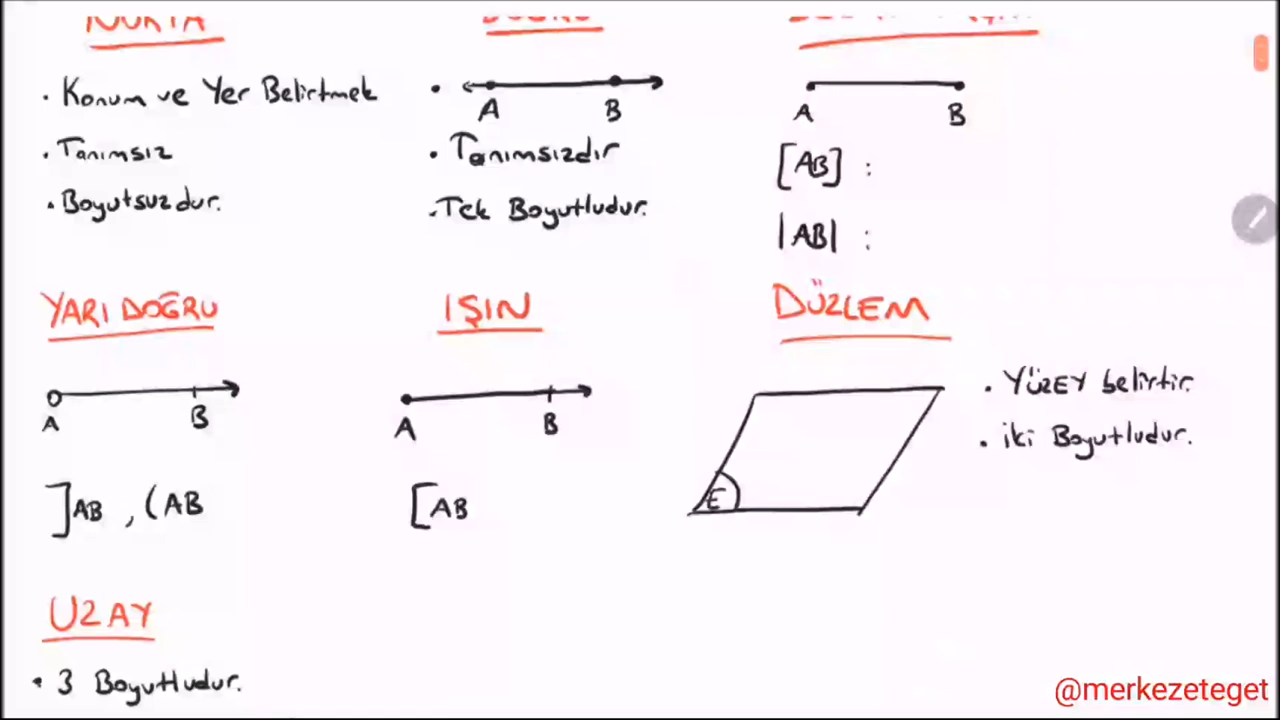 NOKTA
• Konum ve Yer Belirtmek
• Tanımsız
• Boyutsuzdur.
DOĞRU
A B
• Tanımsızdır
• Tek Boyutludur.
A B
[AB] :
|AB| :
YARI DOĞRU
A B
]AB , (AB
IŞIN
A B
[AB
DÜZLEM
E
• YÜZEY belirtir.
• iki Boyutludur.
UZAY
• 3 Boyutludur.
@merkezeteget